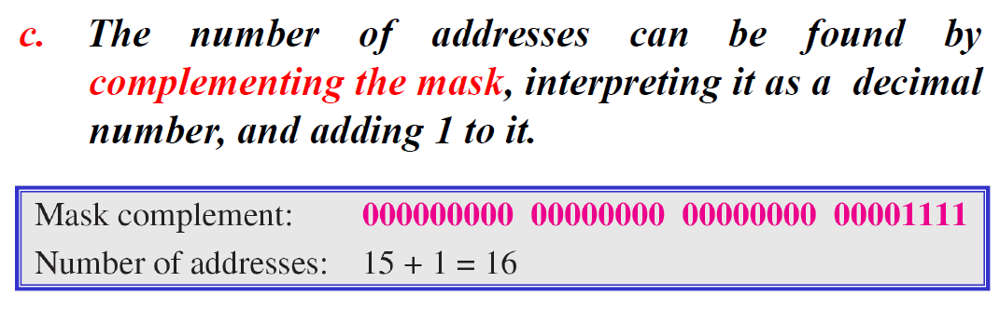 c. The number of addresses can be found by
complementing the mask, interpreting it as a decimal
number, and adding 1 to it.
Mask complement: 000000000 00000000 00000000 00001111
Number of addresses: 15 + 1 = 16